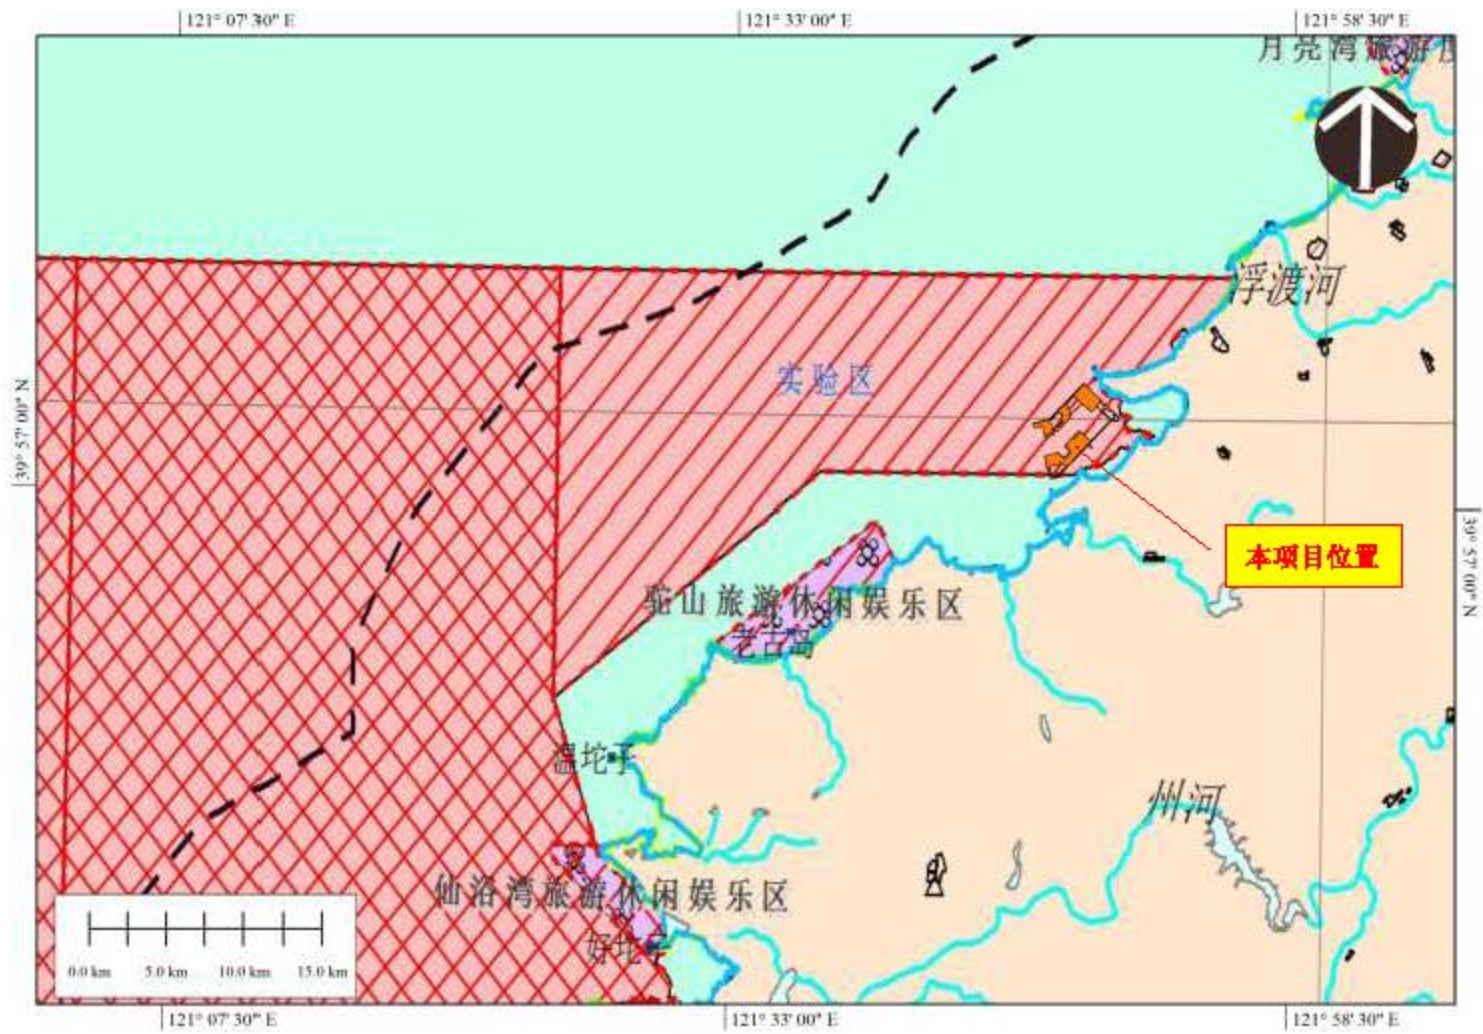 121° 07' 30" E
121° 33' 00" E
121° 58' 30" E
月亮湾旅游度
浮渡河
实验区
39° 57' 00" N
本项目位置
39° 57' 00" N
驼山旅游休闲娱乐区
老古岛
温坨子
州河
仙浴湾旅游休闲娱乐区
好坨子
0.0 km
5.0 km
10.0 km
15.0 km
121° 07' 30" E
121° 33' 00" E
121° 58' 30" E